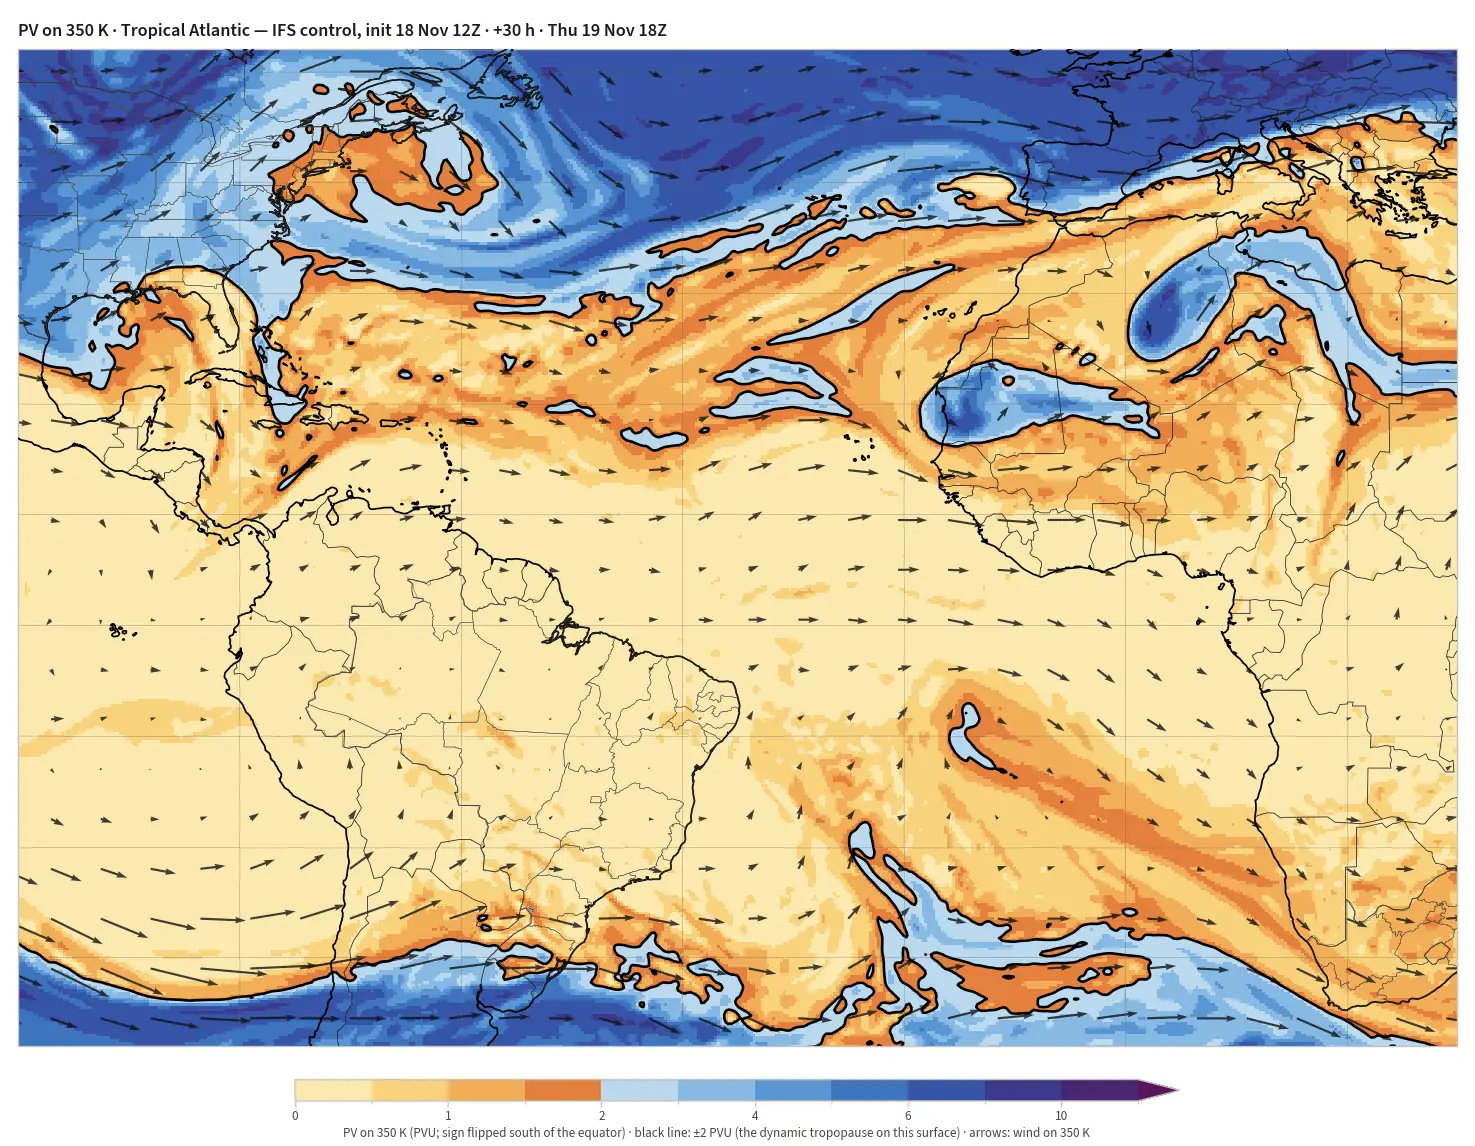 PV on 350 K · Tropical Atlantic — IFS control, init 18 Nov 12Z · +30 h · Thu 19 Nov 18Z
0 1 2 4 6 10
PV on 350 K (PVU; sign flipped south of the equator) · black line: ±2 PVU (the dynamic tropopause on this surface) · arrows: wind on 350 K